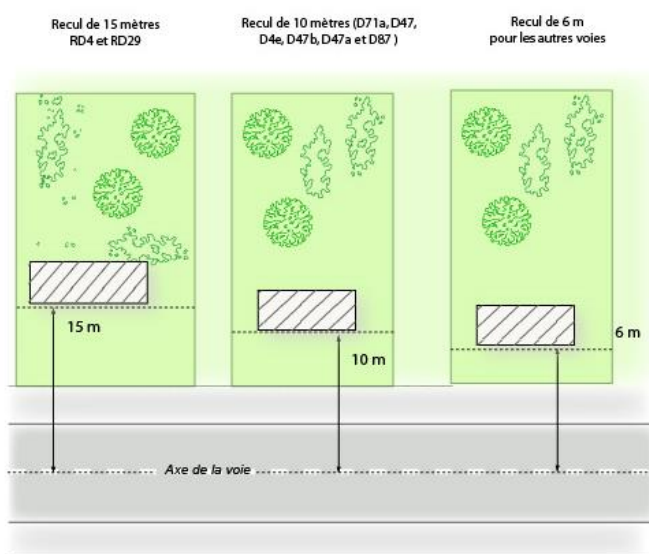 Recul de 15 mètres
RD4 et RD29
Recul de 10 mètres (D71a, D47,
D4e, D47b, D47a et D87 )
Recul de 6 m
pour les autres voies
15 m
10 m
6 m
Axe de la voie